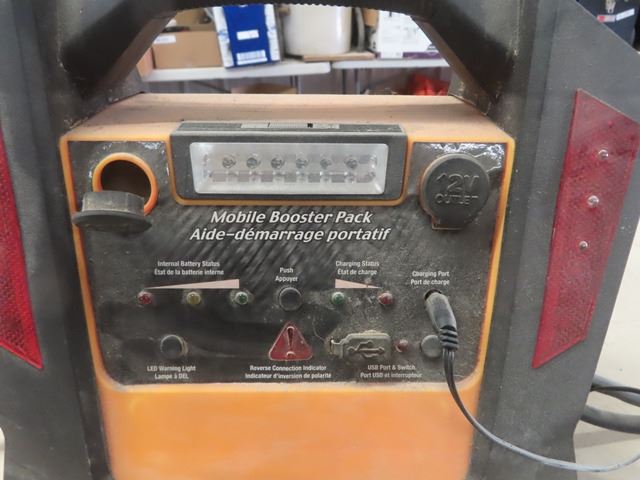 12V
OUTLET
Mobile Booster Pack
Aide-démarrage portatif
Internal Battery Status
État de la batterie inferne
Push
Appuyer
Charging Status
État de charge
Charging Port
Port de charge
LED Warning Light
Lampe à DEL
Reverse Connection Indicator
Indicateur d'inversion de polarité
USB Port & Switch
Port USB et interrupteur